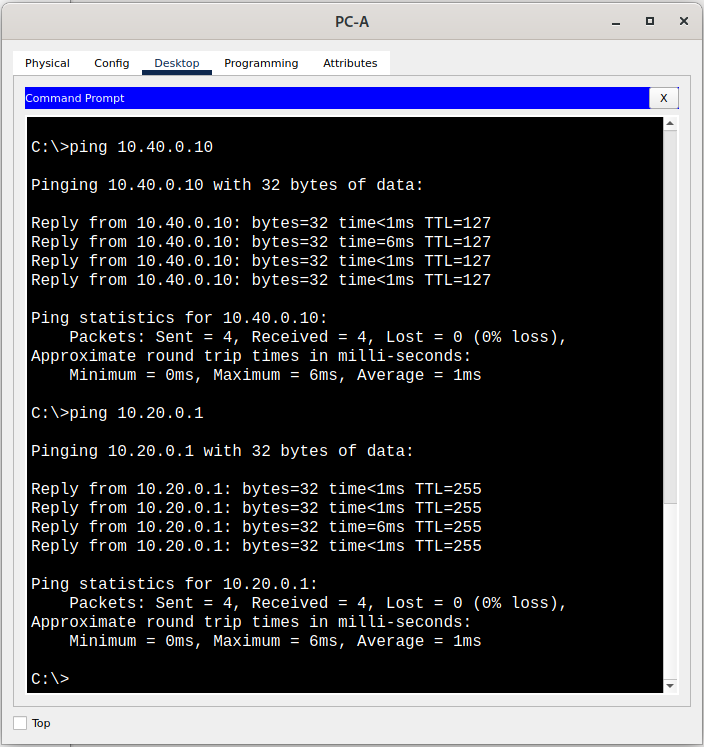 PC-A
Physical Config Desktop Programming Attributes
Command Prompt X
C:\>ping 10.40.0.10
Pinging 10.40.0.10 with 32 bytes of data:
Reply from 10.40.0.10: bytes=32 time<1ms TTL=127
Reply from 10.40.0.10: bytes=32 time=6ms TTL=127
Reply from 10.40.0.10: bytes=32 time<1ms TTL=127
Reply from 10.40.0.10: bytes=32 time<1ms TTL=127
Ping statistics for 10.40.0.10:
    Packets: Sent = 4, Received = 4, Lost = 0 (0% loss),
Approximate round trip times in milli-seconds:
    Minimum = 0ms, Maximum = 6ms, Average = 1ms
C:\>ping 10.20.0.1
Pinging 10.20.0.1 with 32 bytes of data:
Reply from 10.20.0.1: bytes=32 time<1ms TTL=255
Reply from 10.20.0.1: bytes=32 time<1ms TTL=255
Reply from 10.20.0.1: bytes=32 time=6ms TTL=255
Reply from 10.20.0.1: bytes=32 time<1ms TTL=255
Ping statistics for 10.20.0.1:
    Packets: Sent = 4, Received = 4, Lost = 0 (0% loss),
Approximate round trip times in milli-seconds:
    Minimum = 0ms, Maximum = 6ms, Average = 1ms
C:\>
Top